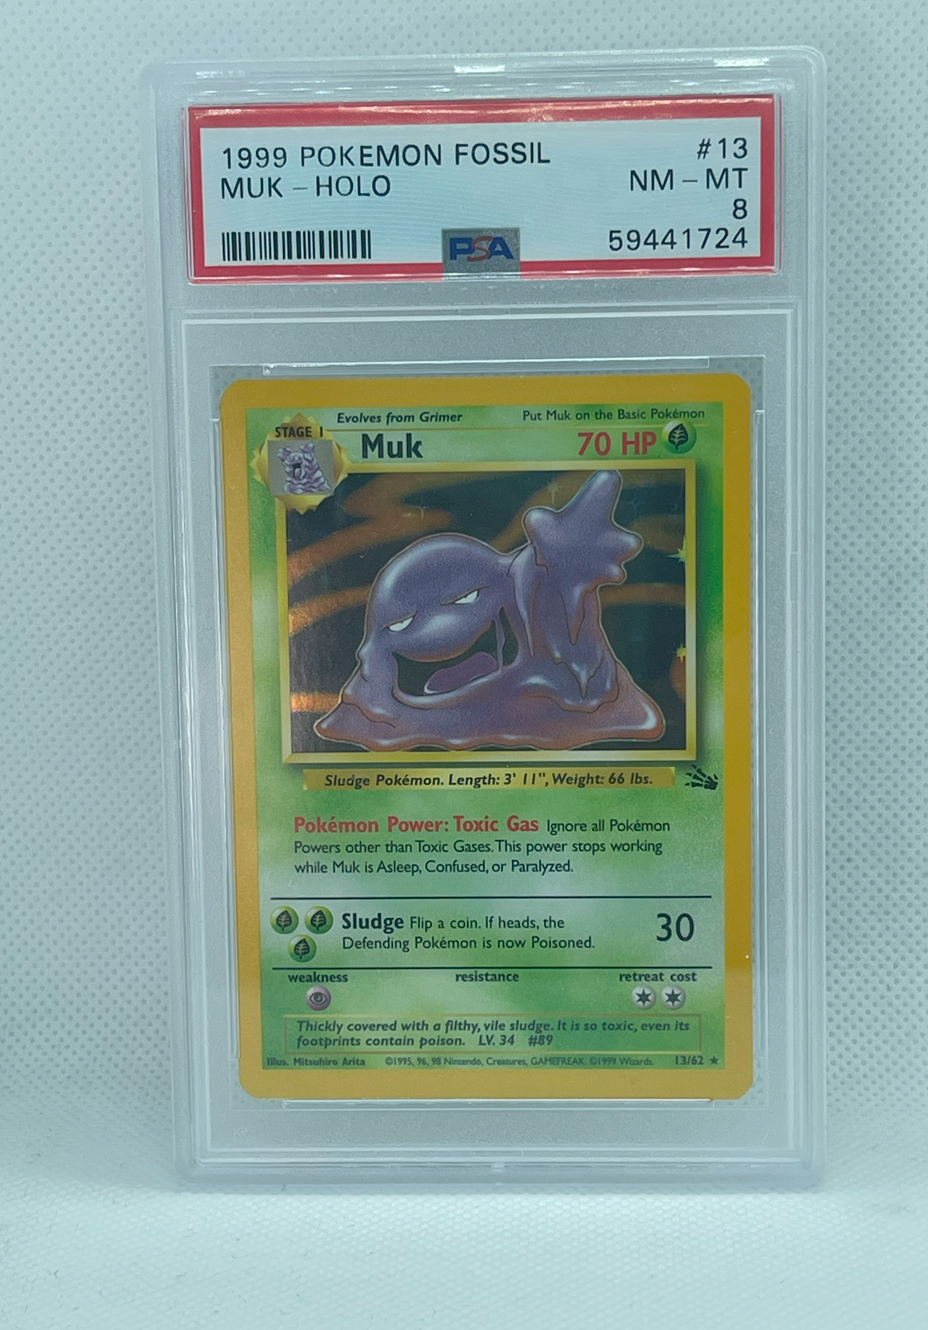 1999 POKEMON FOSSIL #13
MUK – HOLO NM – MT
8
PSA 59441724
Evolves from Grimer Put Muk on the Basic Pokémon
STAGE 1 Muk 70 HP
Sludge Pokémon. Length: 3' 11", Weight: 66 lbs.
Pokémon Power: Toxic Gas Ignore all Pokémon
Powers other than Toxic Gases. This power stops working
while Muk is Asleep, Confused, or Paralyzed.
Sludge Flip a coin. If heads, the
Defending Pokémon is now Poisoned. 30
weakness resistance retreat cost
Thickly covered with a filthy, vile sludge. It is so toxic, even its
footprints contain poison. LV. 34 #89
Illus. Mitsuhiro Arita ©1995, 96, 98 Nintendo, Creatures, GAMEFREAK. ©1999 Wizards. 13/62 ★